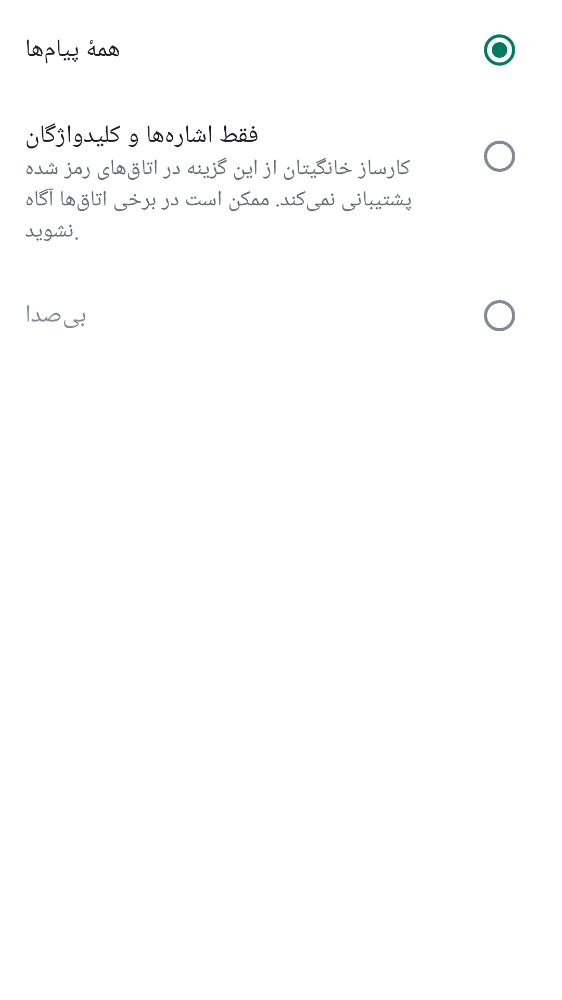 همهٔ پیام‌ها
فقط اشاره‌ها و کلیدواژگان
کارساز خانگیتان از این گزینه در اتاق‌های رمز شده
پشتیبانی نمی‌کند. ممکن است در برخی اتاق‌ها آگاه
نشوید.
بی‌صدا